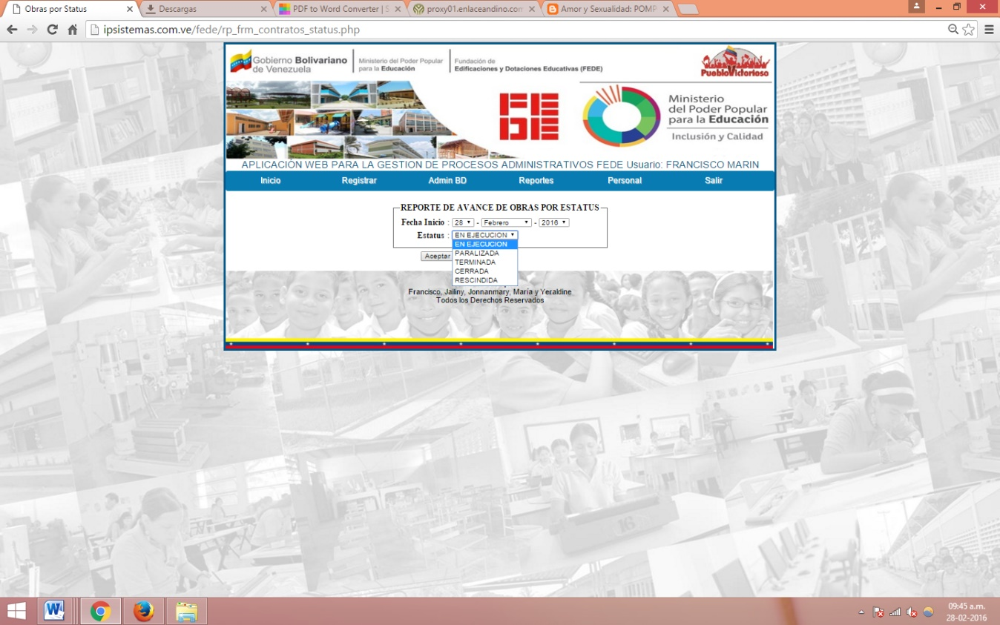 Obras por Status
Descargas
PDF to Word Converter | S
proxy01.enlaceandino.com
Amor y Sexualidad: POMP
ipsistemas.com.ve/fede/rp_frm_contratos_status.php
Gobierno Bolivariano
de Venezuela
Ministerio del Poder Popular
para la Educación
Fundación de
Edificaciones y Dotaciones Educativas (FEDE)
PuebloVictorioso
FEDE
Ministerio
del Poder Popular
para la Educación
Inclusión y Calidad
APLICACIÓN WEB PARA LA GESTION DE PROCESOS ADMINISTRATIVOS FEDE Usuario: FRANCISCO MARIN
Inicio Registrar Admin BD Reportes Personal Salir
REPORTE DE AVANCE DE OBRAS POR ESTATUS
Fecha Inicio : 28 - Febrero - 2016
Estatus : EN EJECUCION
EN EJECUCION
PARALIZADA
TERMINADA
CERRADA
RESCINDIDA
Aceptar
Francisco, Jailiny, Jonnanmary, María y Yeraldine
Todos los Derechos Reservados
09:45 a.m.
28-02-2016